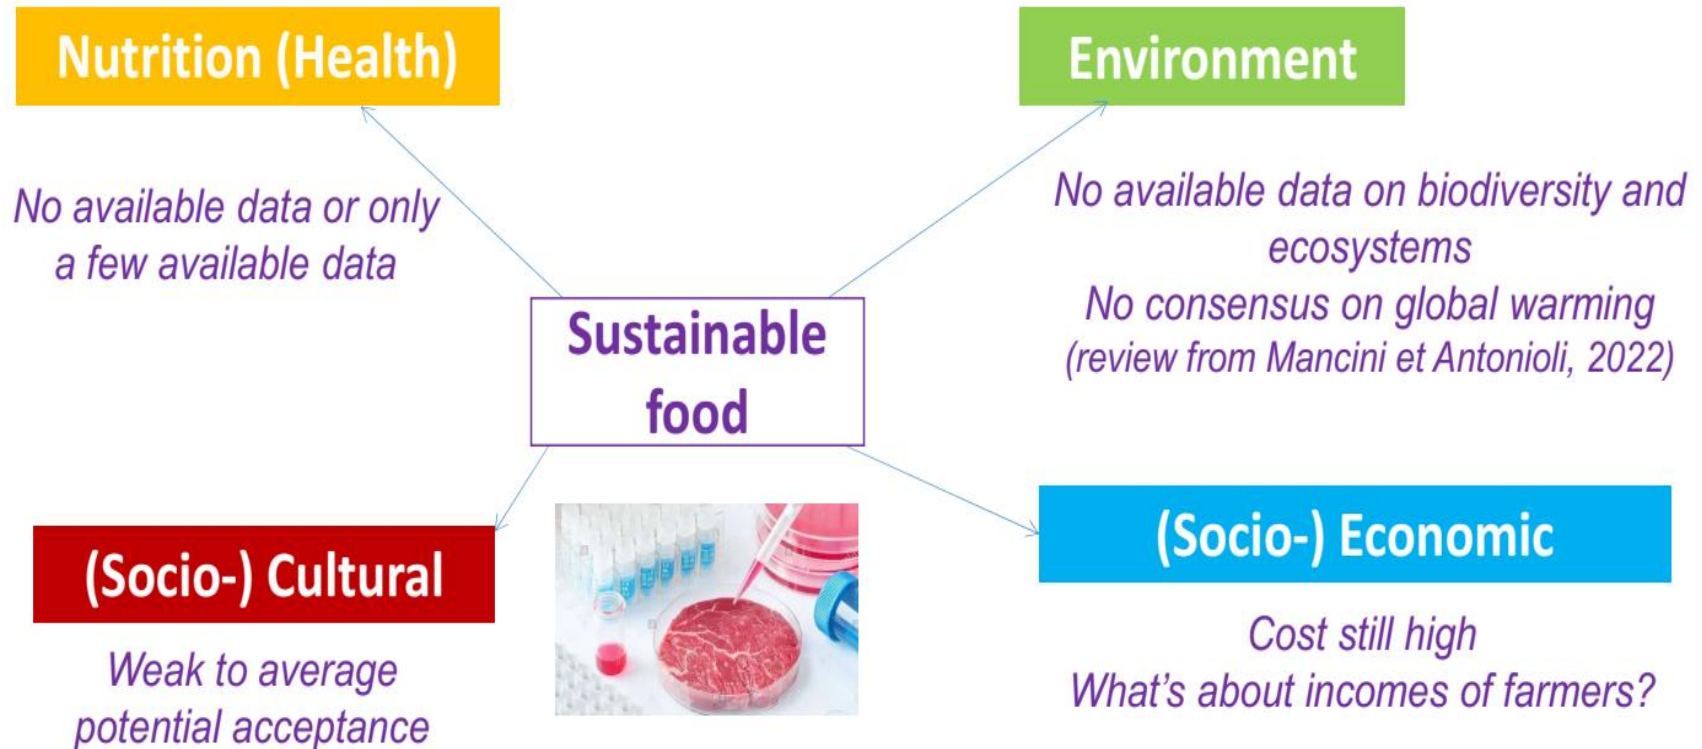 Nutrition (Health)
Environment
No available data or only
a few available data
No available data on biodiversity and
ecosystems
No consensus on global warming
(review from Mancini et Antonioli, 2022)
Sustainable
food
(Socio-) Cultural
(Socio-) Economic
Weak to average
potential acceptance
Cost still high
What's about incomes of farmers?